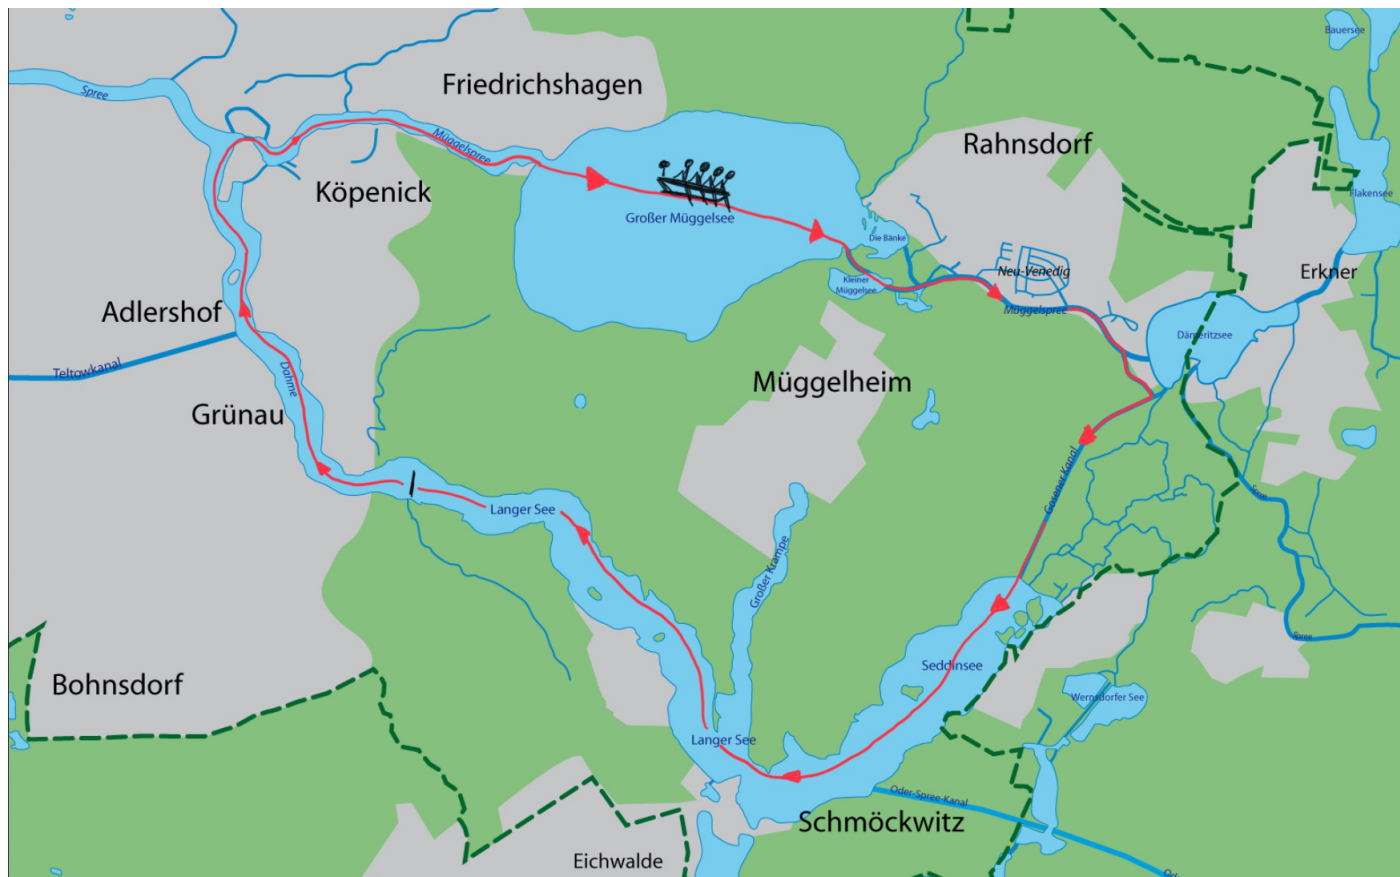 Bauersee
Friedrichshagen
Spree
Rahnsdorf
Müggelspree
Köpenick
Flakensee
Großer Müggelsee
Die Bänke
Neu-Venedig
Erkner
Kleiner
Müggelsee
Adlershof
Müggelspree
Dämeritzsee
Teltowkanal
Dahme
Müggelheim
Grünau
Gosener Kanal
Spree
Langer See
Großer Krampe
Spree
Seddinsee
Bohnsdorf
Wernsdorfer See
Langer See
Oder-Spree-Kanal
Schmöckwitz
Eichwalde